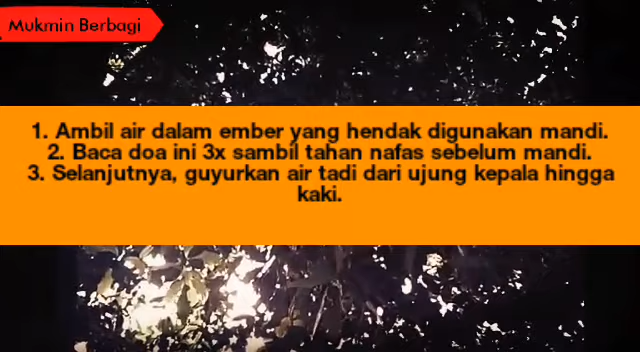 Mukmin Berbagi
1. Ambil air dalam ember yang hendak digunakan mandi.
2. Baca doa ini 3x sambil tahan nafas sebelum mandi.
3. Selanjutnya, guyurkan air tadi dari ujung kepala hingga
kaki.